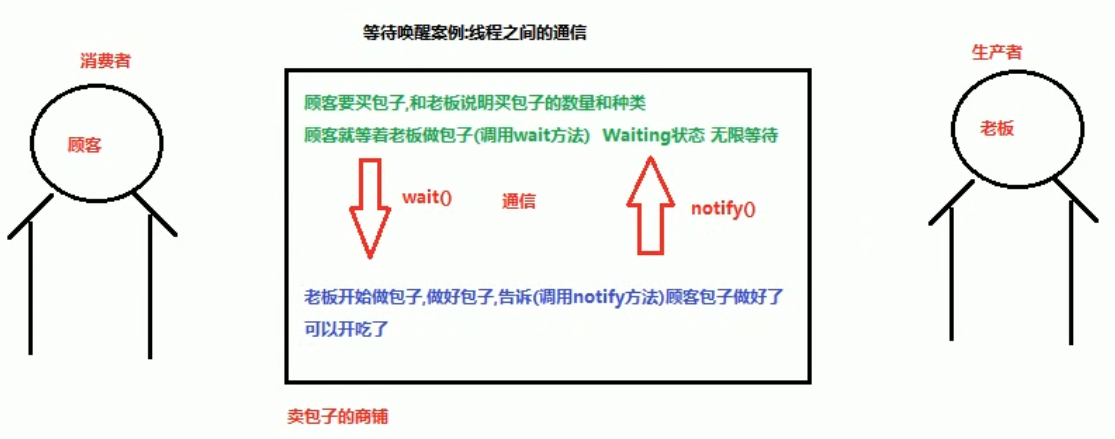 等待唤醒案例:线程之间的通信
消费者
生产者
顾客
老板
顾客要买包子,和老板说明买包子的数量和种类
顾客就等着老板做包子(调用wait方法) Waiting状态 无限等待
wait()
通信
notify()
老板开始做包子,做好包子,告诉(调用notify方法)顾客包子做好了
可以开吃了
卖包子的商铺